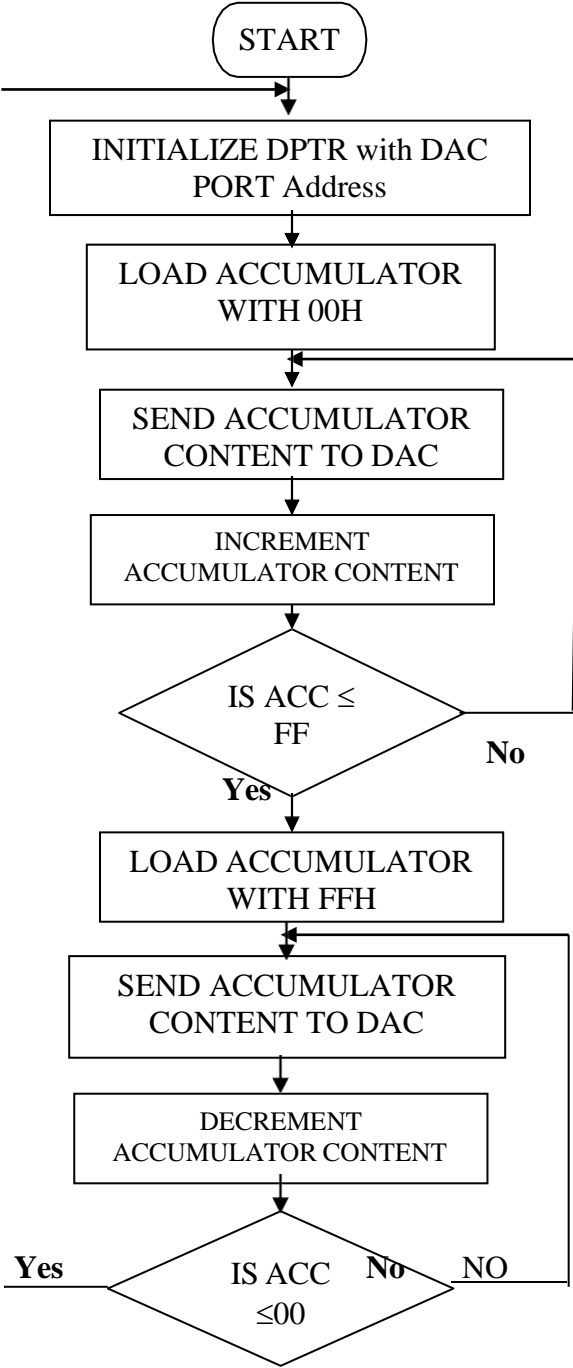 START
INITIALIZE DPTR with DAC
PORT Address
LOAD ACCUMULATOR
WITH 00H
SEND ACCUMULATOR
CONTENT TO DAC
INCREMENT
ACCUMULATOR CONTENT
IS ACC ≤
FF
No
Yes
LOAD ACCUMULATOR
WITH FFH
SEND ACCUMULATOR
CONTENT TO DAC
DECREMENT
ACCUMULATOR CONTENT
Yes
IS ACC No
≤00
NO